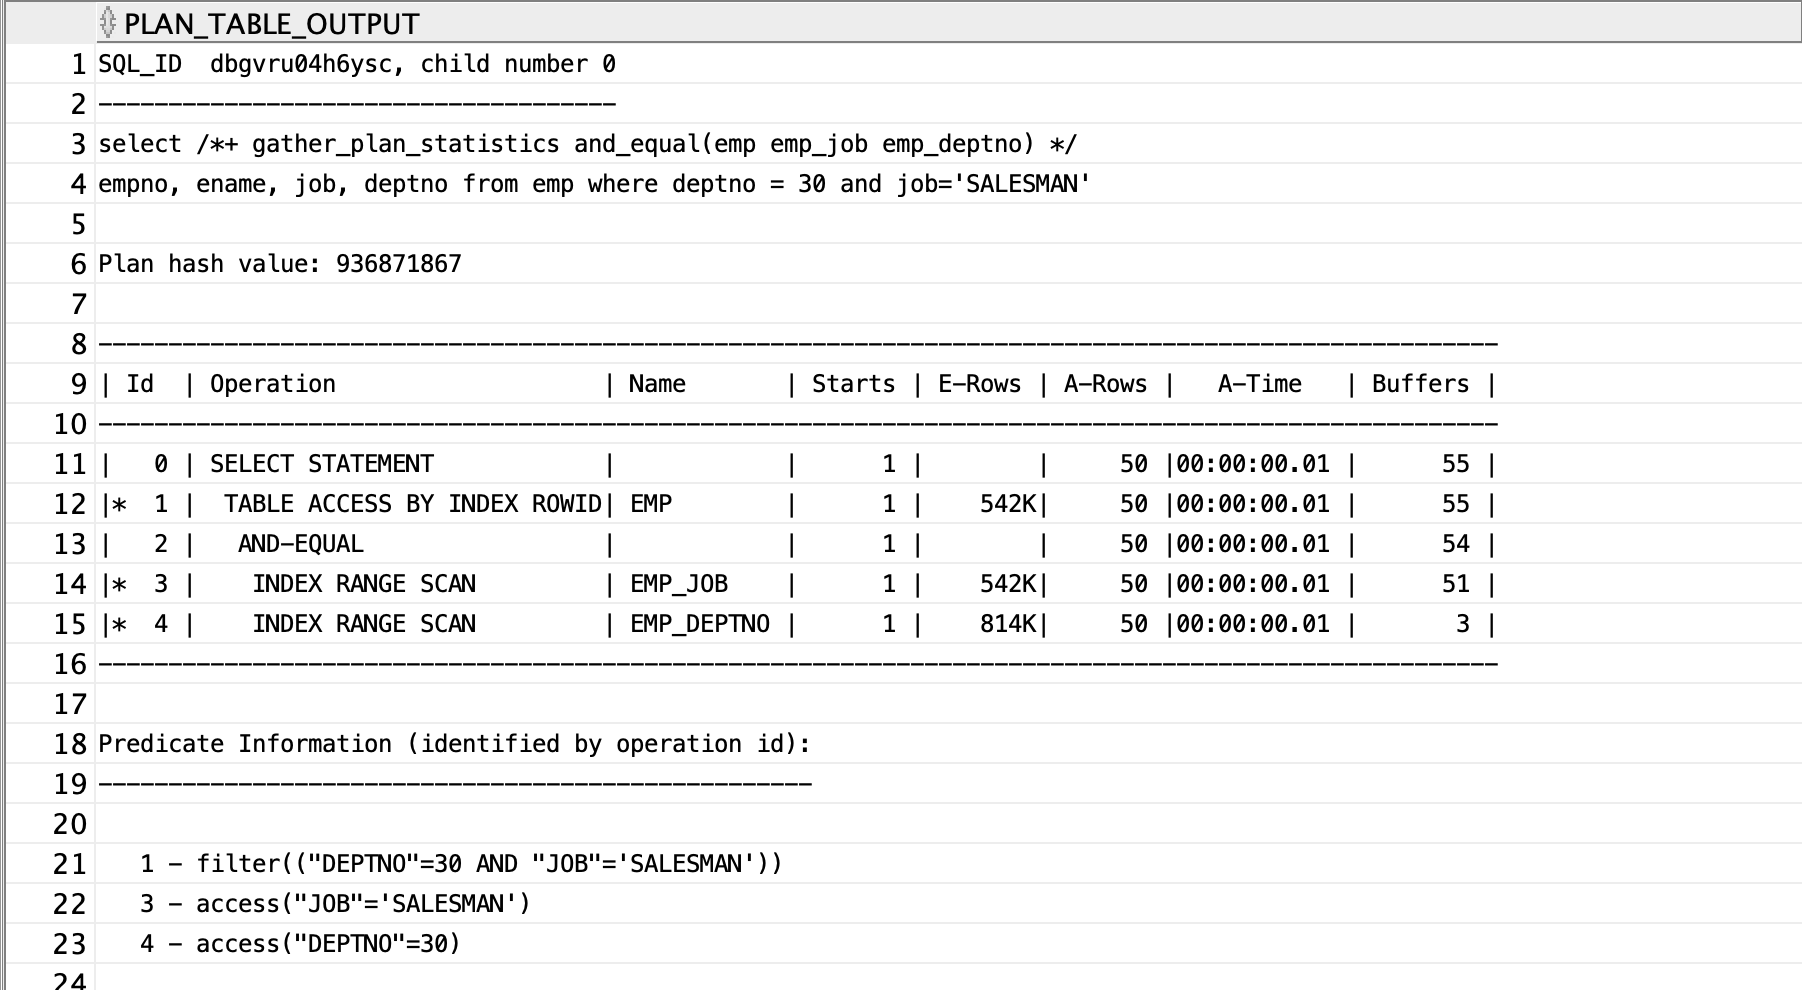 PLAN_TABLE_OUTPUT
1 SQL_ID  dbgvru04h6ysc, child number 0
2 -------------------------------------
3 select /*+ gather_plan_statistics and_equal(emp emp_job emp_deptno) */
4 empno, ename, job, deptno from emp where deptno = 30 and job='SALESMAN'
5
6 Plan hash value: 936871867
7
8 ----------------------------------------------------------------------------------------------------
9 | Id  | Operation                   | Name       | Starts | E-Rows | A-Rows |   A-Time   | Buffers |
10 ----------------------------------------------------------------------------------------------------
11 |   0 | SELECT STATEMENT            |            |      1 |        |     50 |00:00:00.01 |      55 |
12 |*  1 |  TABLE ACCESS BY INDEX ROWID| EMP        |      1 |    542K|     50 |00:00:00.01 |      55 |
13 |   2 |   AND-EQUAL                 |            |      1 |        |     50 |00:00:00.01 |      54 |
14 |*  3 |    INDEX RANGE SCAN         | EMP_JOB    |      1 |    542K|     50 |00:00:00.01 |      51 |
15 |*  4 |    INDEX RANGE SCAN         | EMP_DEPTNO |      1 |    814K|     50 |00:00:00.01 |       3 |
16 ----------------------------------------------------------------------------------------------------
17
18 Predicate Information (identified by operation id):
19 ---------------------------------------------------
20
21    1 - filter(("DEPTNO"=30 AND "JOB"='SALESMAN'))
22    3 - access("JOB"='SALESMAN')
23    4 - access("DEPTNO"=30)
24